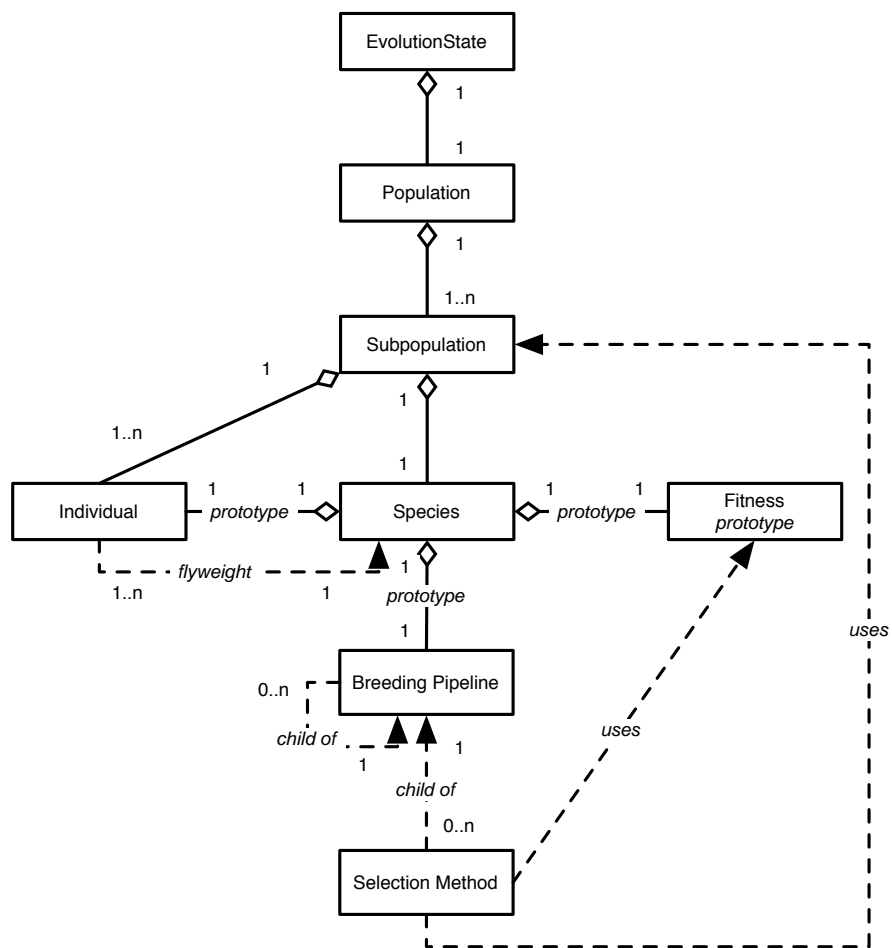 EvolutionState
1
1
Population
1
1..n
Subpopulation
1
1
1..n
1
Individual
1
prototype
1
Species
1
prototype
1
Fitness
prototype
1..n
flyweight
1
1
prototype
1
uses
0..n
Breeding Pipeline
child of
1
1
uses
child of
0..n
Selection Method